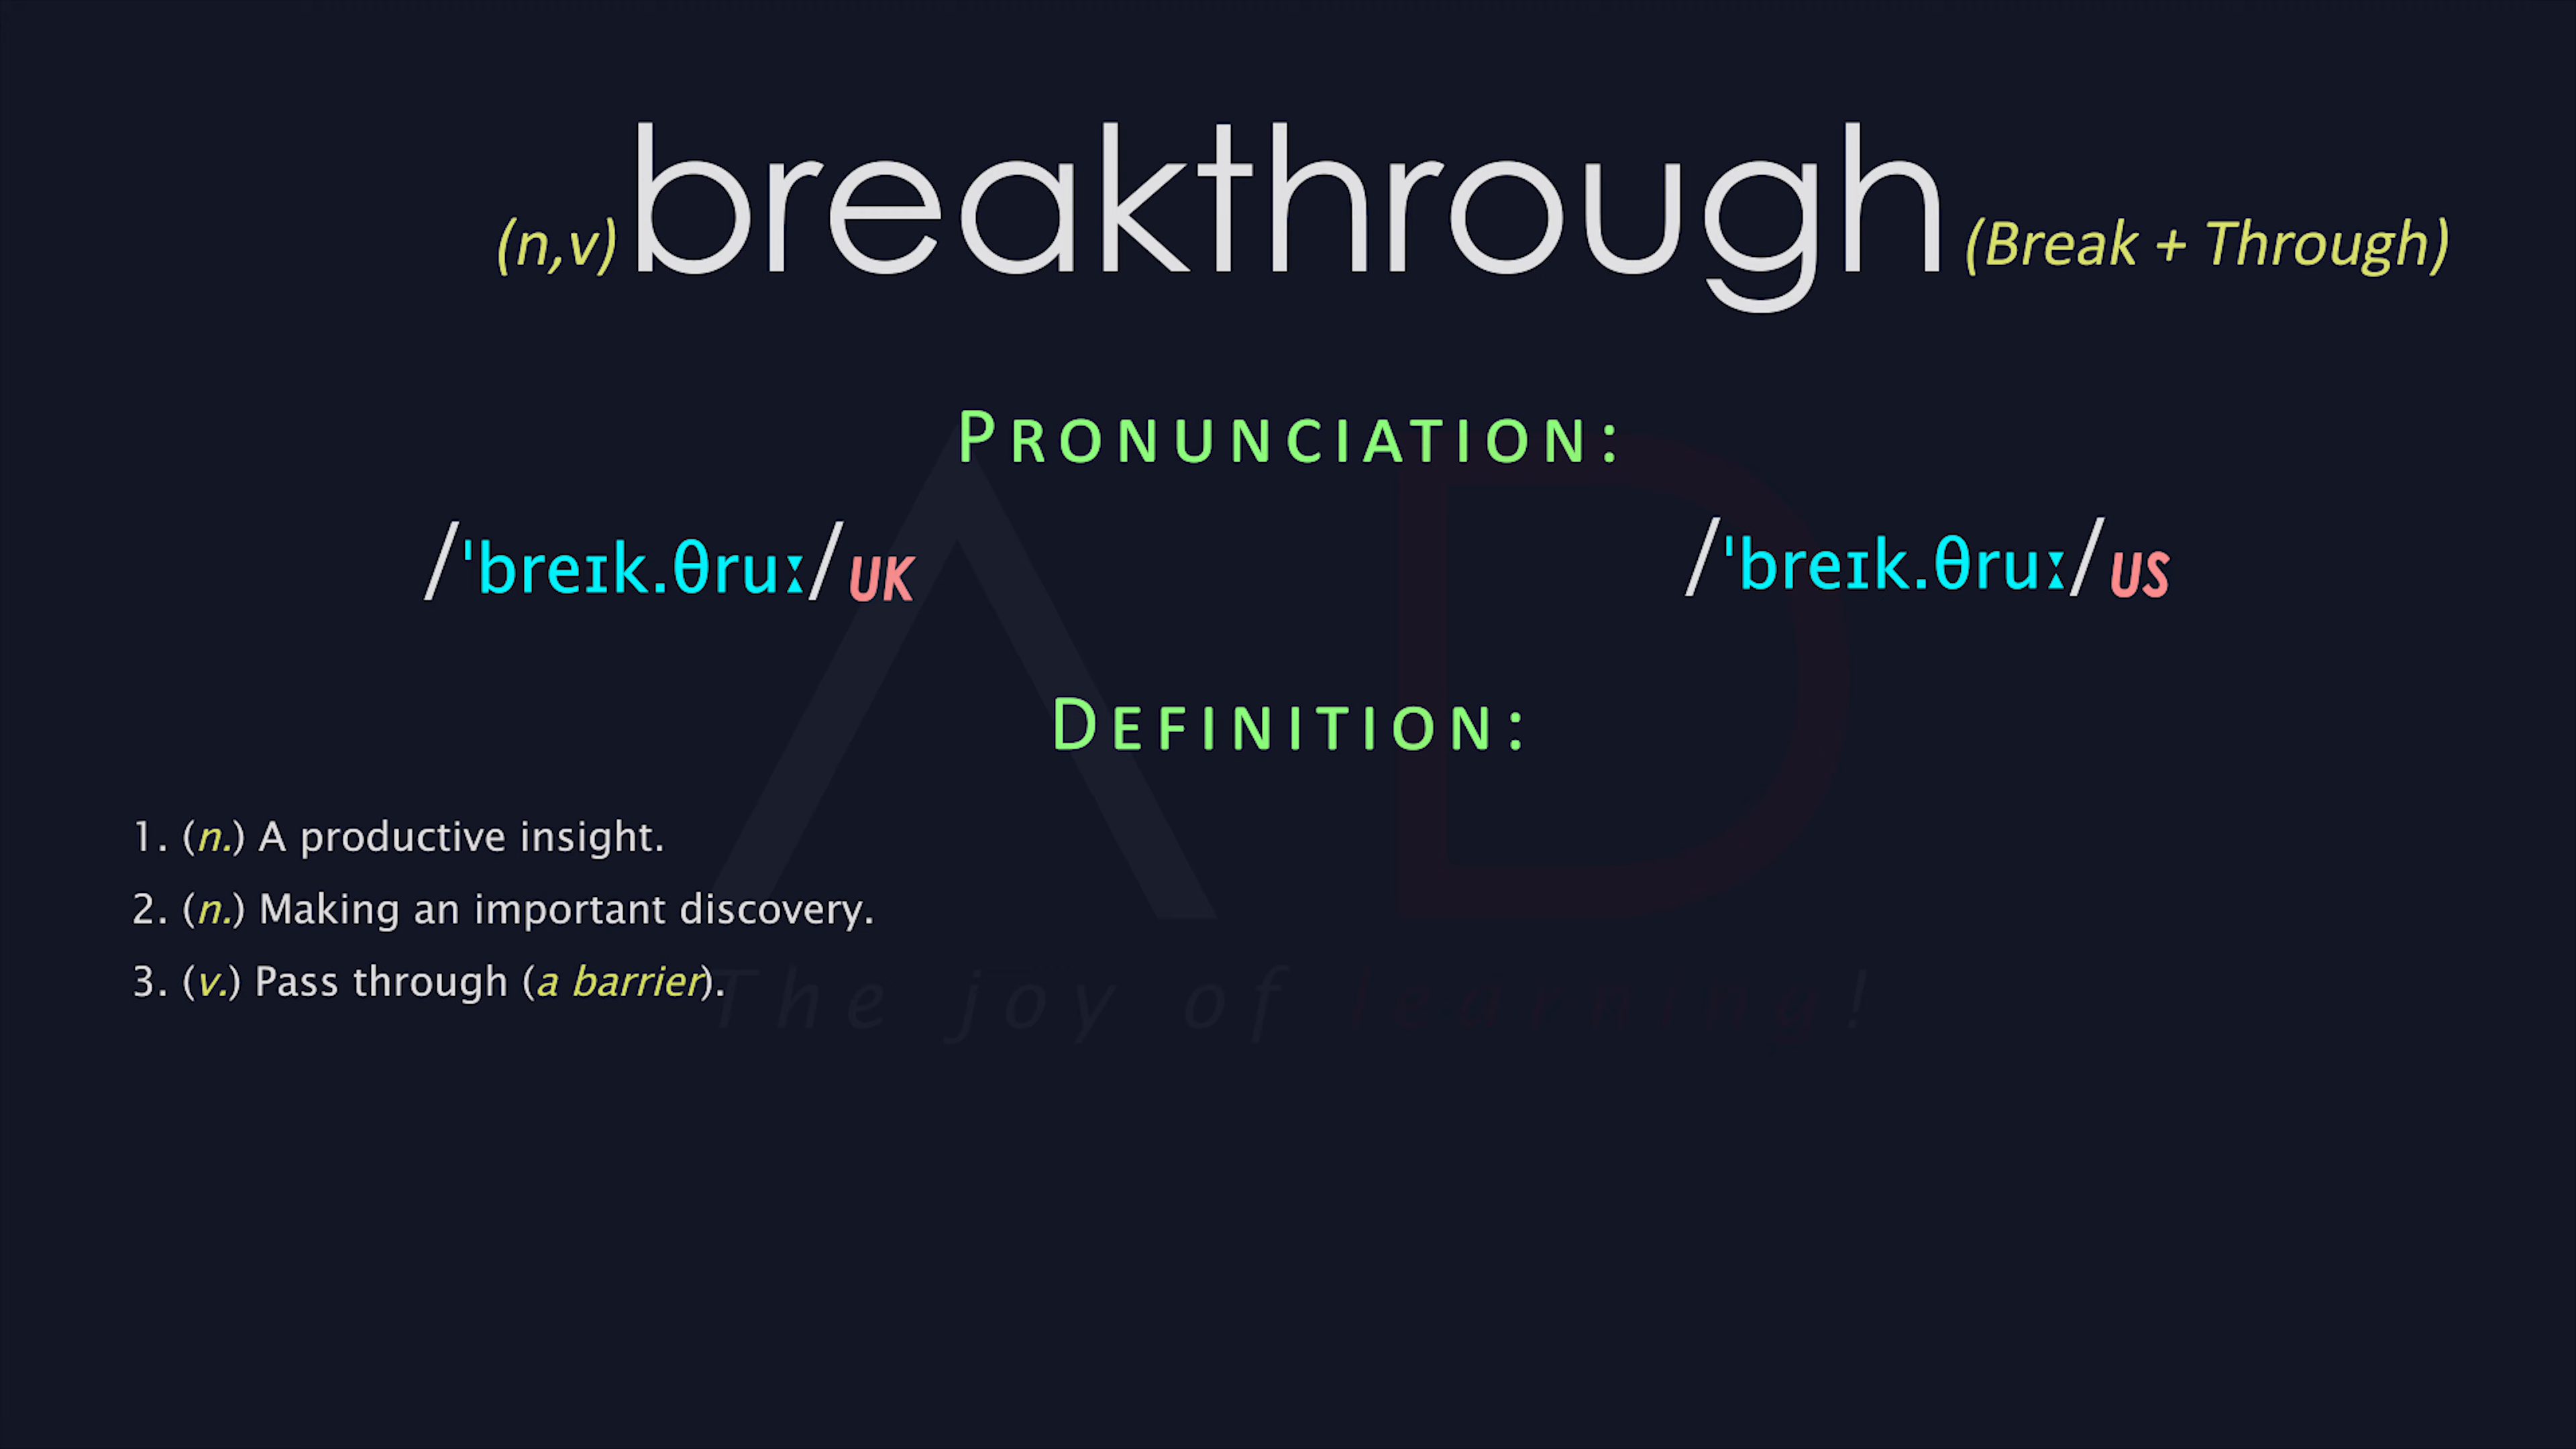 (n,v) breakthrough (Break + Through)
PRONUNCIATION:
/ˈbreɪk.θruː/ UK /ˈbreɪk.θruː/ US
DEFINITION:
1. (n.) A productive insight.
2. (n.) Making an important discovery.
3. (v.) Pass through (a barrier).
The joy of learning!